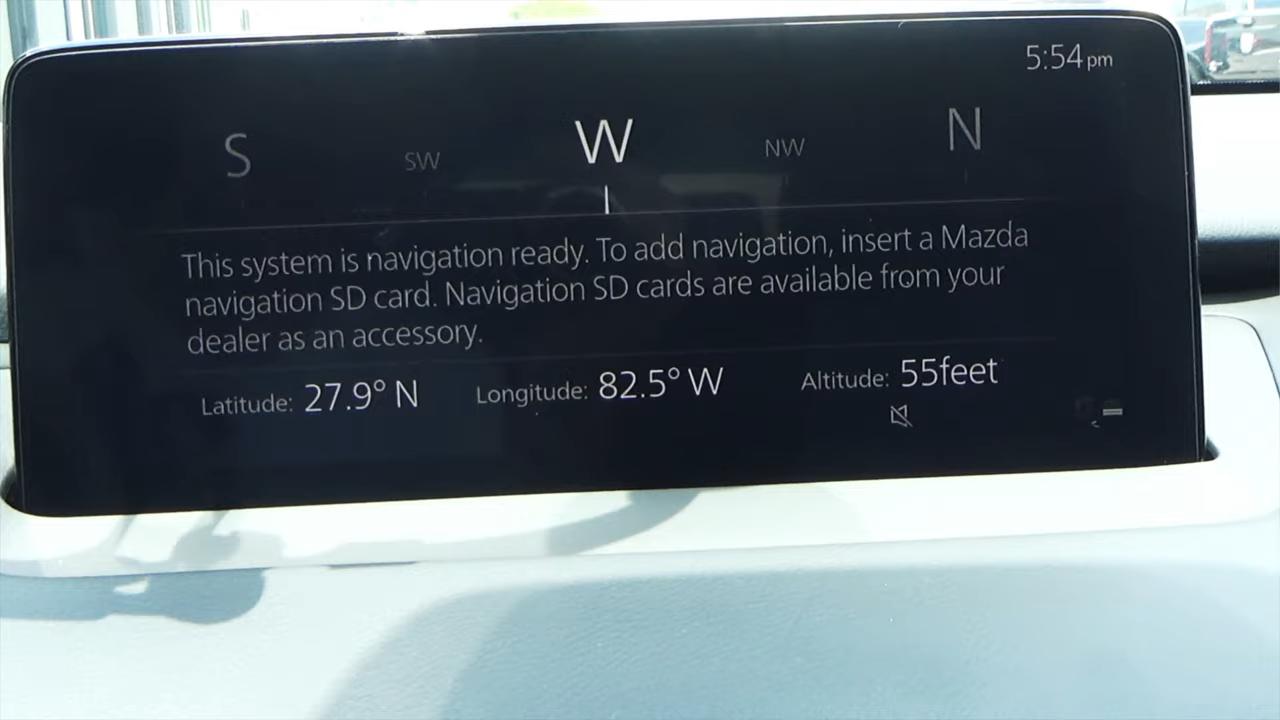 5:54 pm
S SW W NW N
This system is navigation ready. To add navigation, insert a Mazda
navigation SD card. Navigation SD cards are available from your
dealer as an accessory.
Latitude: 27.9° N Longitude: 82.5° W Altitude: 55feet